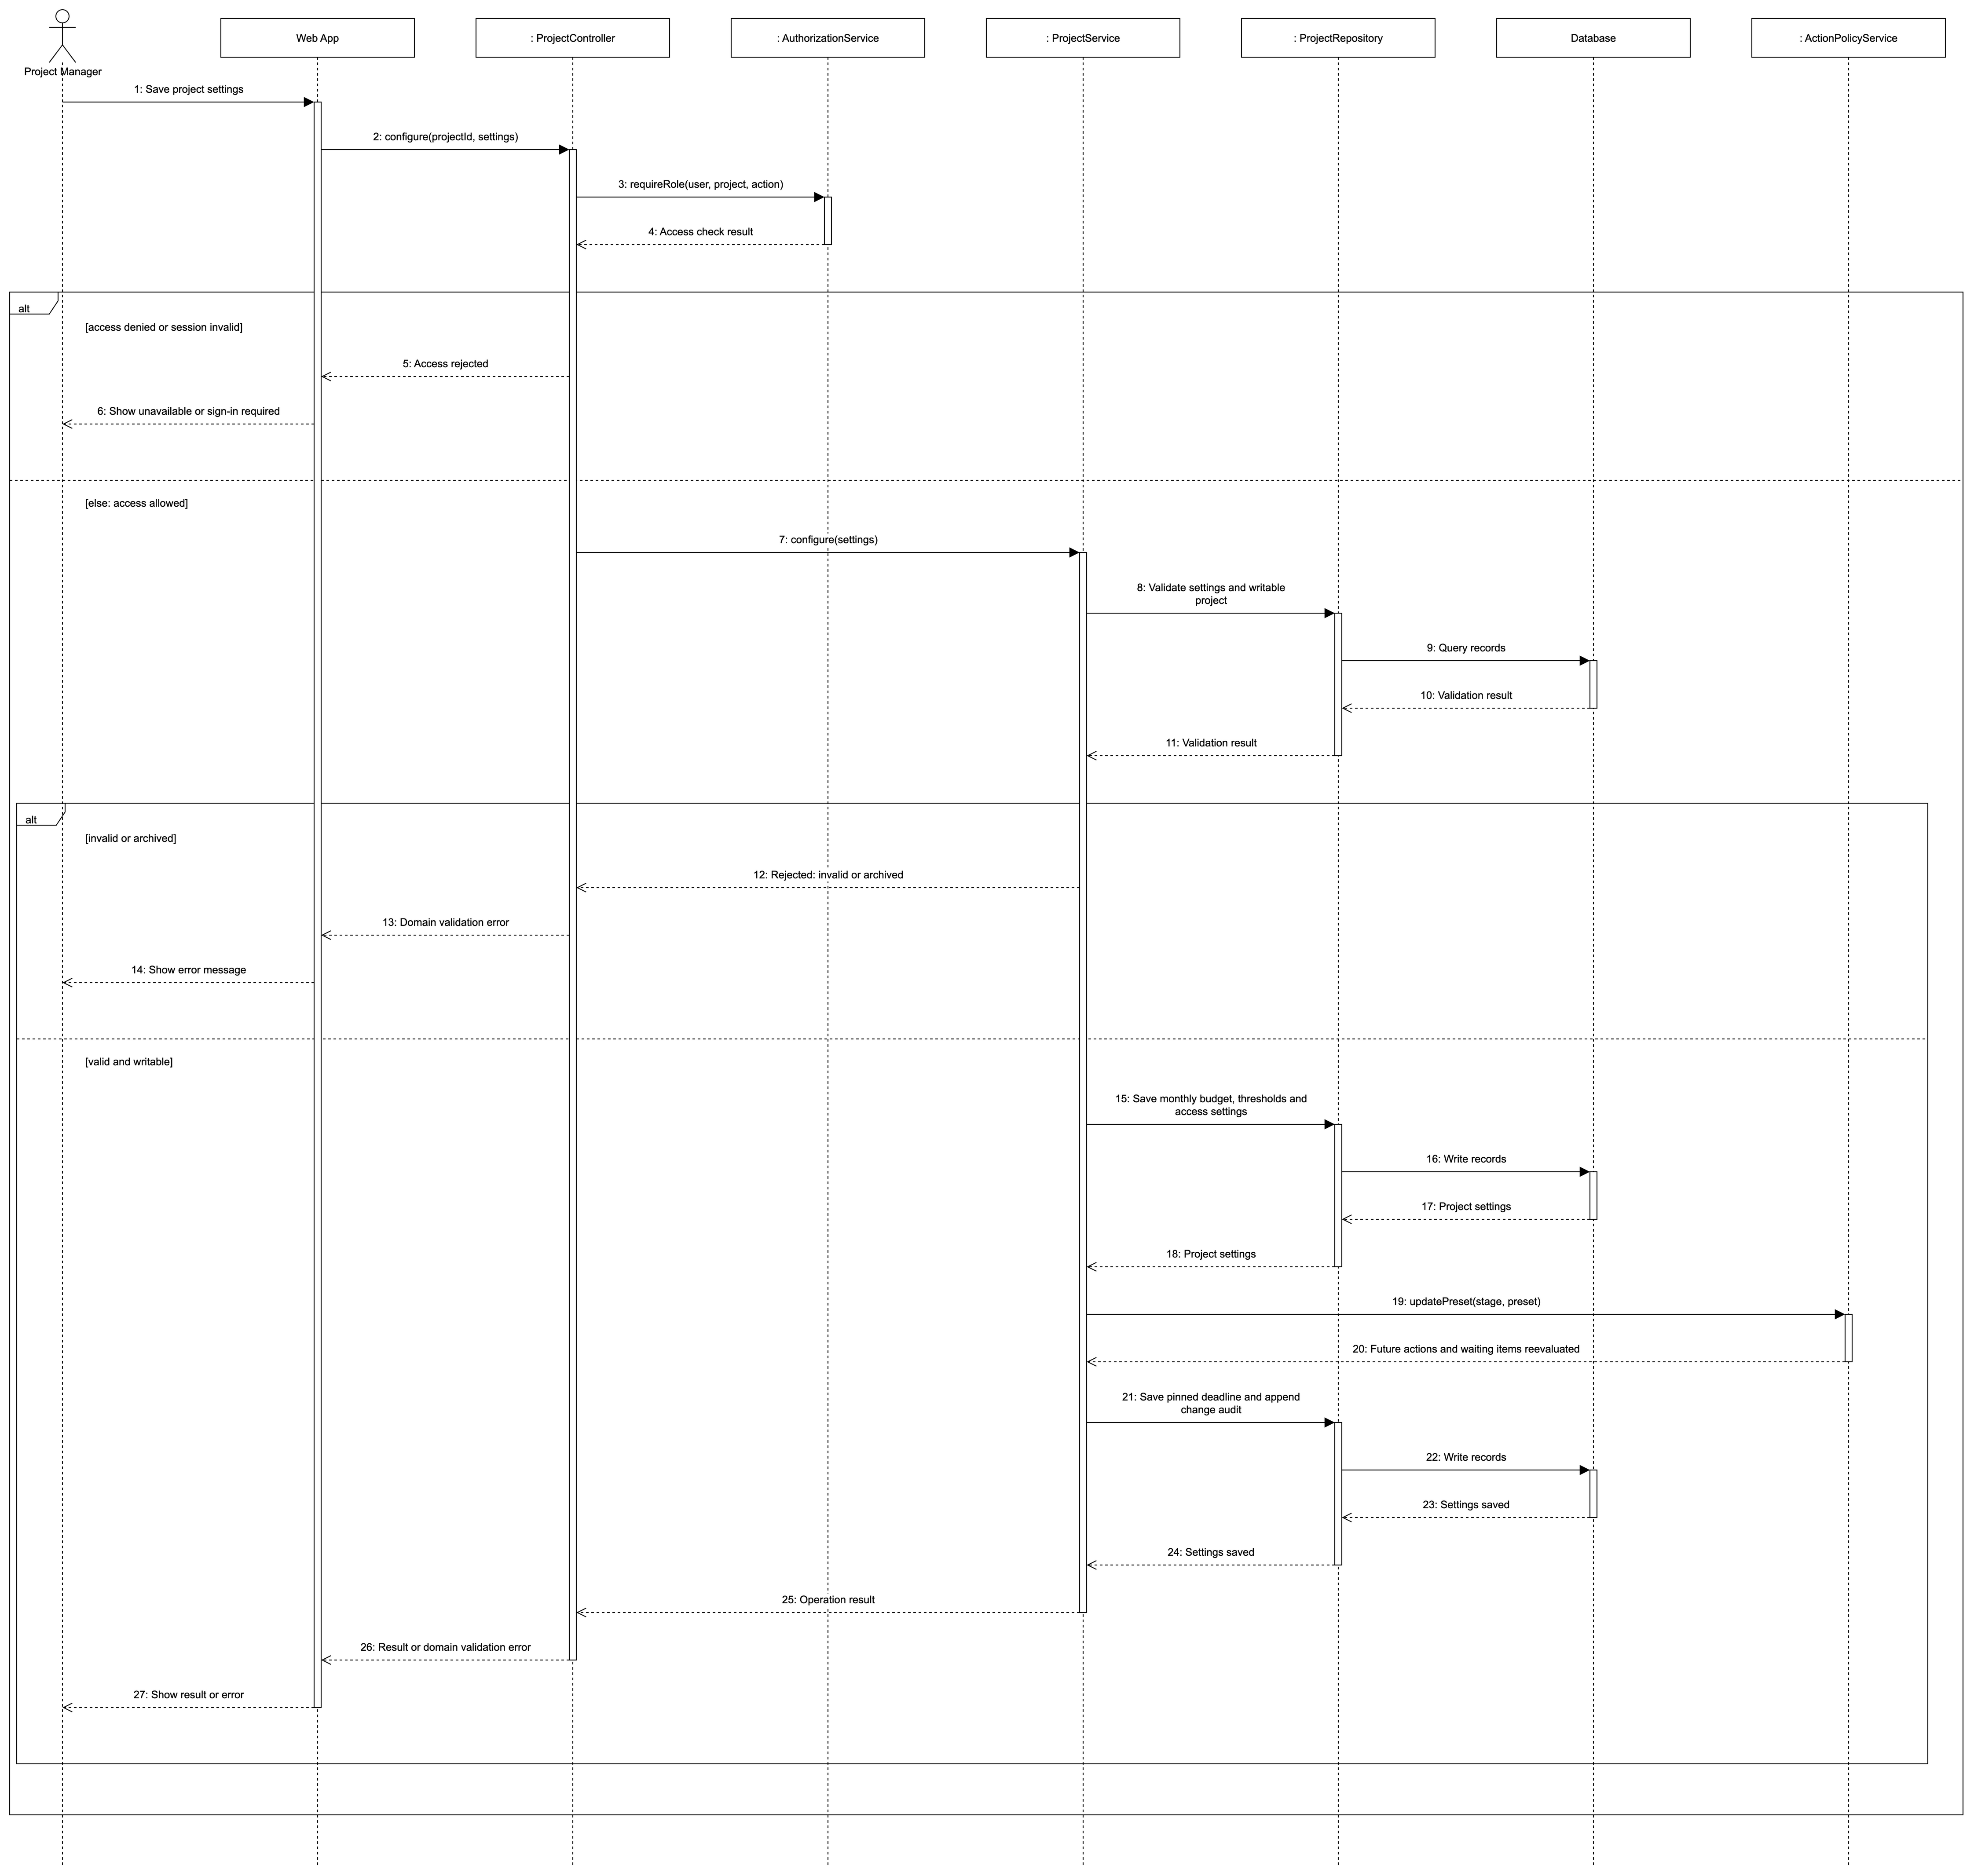 Project Manager
Web App
: ProjectController
: AuthorizationService
: ProjectService
: ProjectRepository
Database
: ActionPolicyService
1: Save project settings
2: configure(projectId, settings)
3: requireRole(user, project, action)
4: Access check result
alt
[access denied or session invalid]
5: Access rejected
6: Show unavailable or sign-in required
[else: access allowed]
7: configure(settings)
8: Validate settings and writable
project
9: Query records
10: Validation result
11: Validation result
alt
[invalid or archived]
12: Rejected: invalid or archived
13: Domain validation error
14: Show error message
[valid and writable]
15: Save monthly budget, thresholds and
access settings
16: Write records
17: Project settings
18: Project settings
19: updatePreset(stage, preset)
20: Future actions and waiting items reevaluated
21: Save pinned deadline and append
change audit
22: Write records
23: Settings saved
24: Settings saved
25: Operation result
26: Result or domain validation error
27: Show result or error